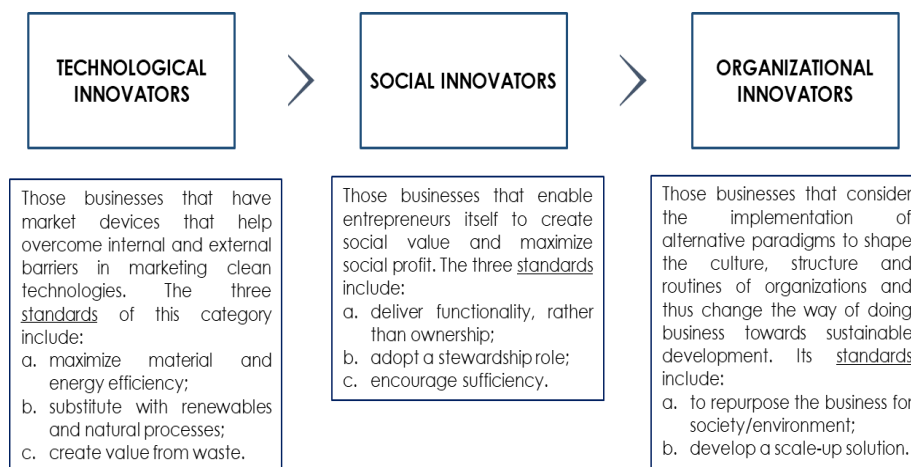 TECHNOLOGICAL
INNOVATORS
SOCIAL INNOVATORS
ORGANIZATIONAL
INNOVATORS
Those businesses that have
market devices that help
overcome internal and external
barriers in marketing clean
technologies. The three
standards of this category
include:
a. maximize material and
energy efficiency;
b. substitute with renewables
and natural processes;
c. create value from waste.
Those businesses that enable
entrepreneurs itself to create
social value and maximize
social profit. The three standards
include:
a. deliver functionality, rather
than ownership;
b. adopt a stewardship role;
c. encourage sufficiency.
Those businesses that consider
the implementation of
alternative paradigms to shape
the culture, structure and
routines of organizations and
thus change the way of doing
business towards sustainable
development. Its standards
include:
a. to repurpose the business for
society/environment;
b. develop a scale-up solution.